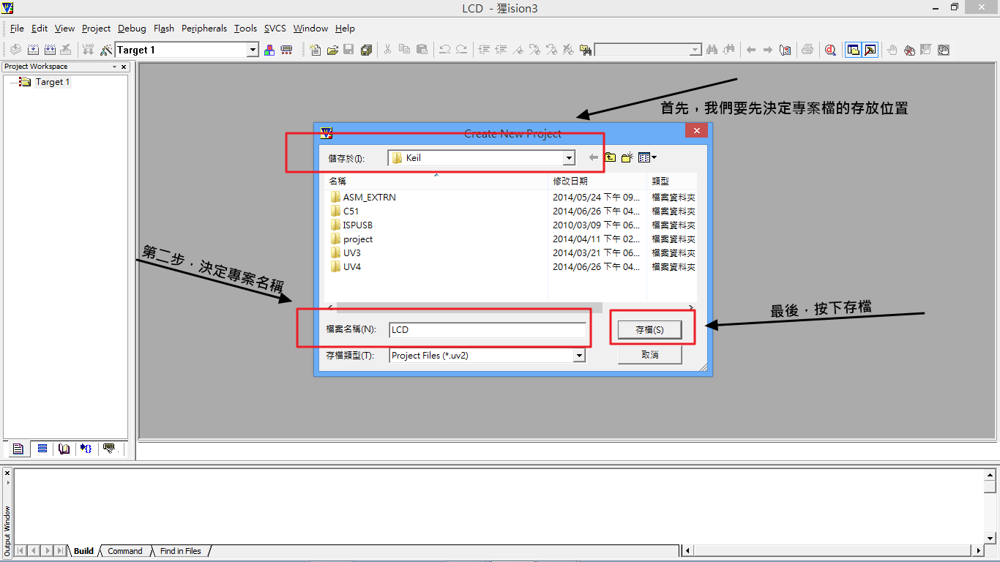 LCD - 猩ision3
File Edit View Project Debug Flash Peripherals Tools SVCS Window Help
LOAD
Target 1
Project Workspace
Target 1
首先，我們要先決定專案檔的存放位置
Create New Project
儲存於(I):
Keil
名稱 修改日期 類型
ASM_EXTRN 2014/05/24 下午 09... 檔案資料夾
C51 2014/06/26 下午 04... 檔案資料夾
ISPUSB 2010/03/09 下午 06... 檔案資料夾
project 2014/04/11 下午 02... 檔案資料夾
UV3 2014/03/21 下午 06... 檔案資料夾
UV4 2014/06/26 下午 04... 檔案資料夾
第二步，決定專案名稱
最後，按下存檔
檔案名稱(N): LCD 存檔(S)
存檔類型(T): Project Files (*.uv2) 取消
Output Window
Build Command Find in Files